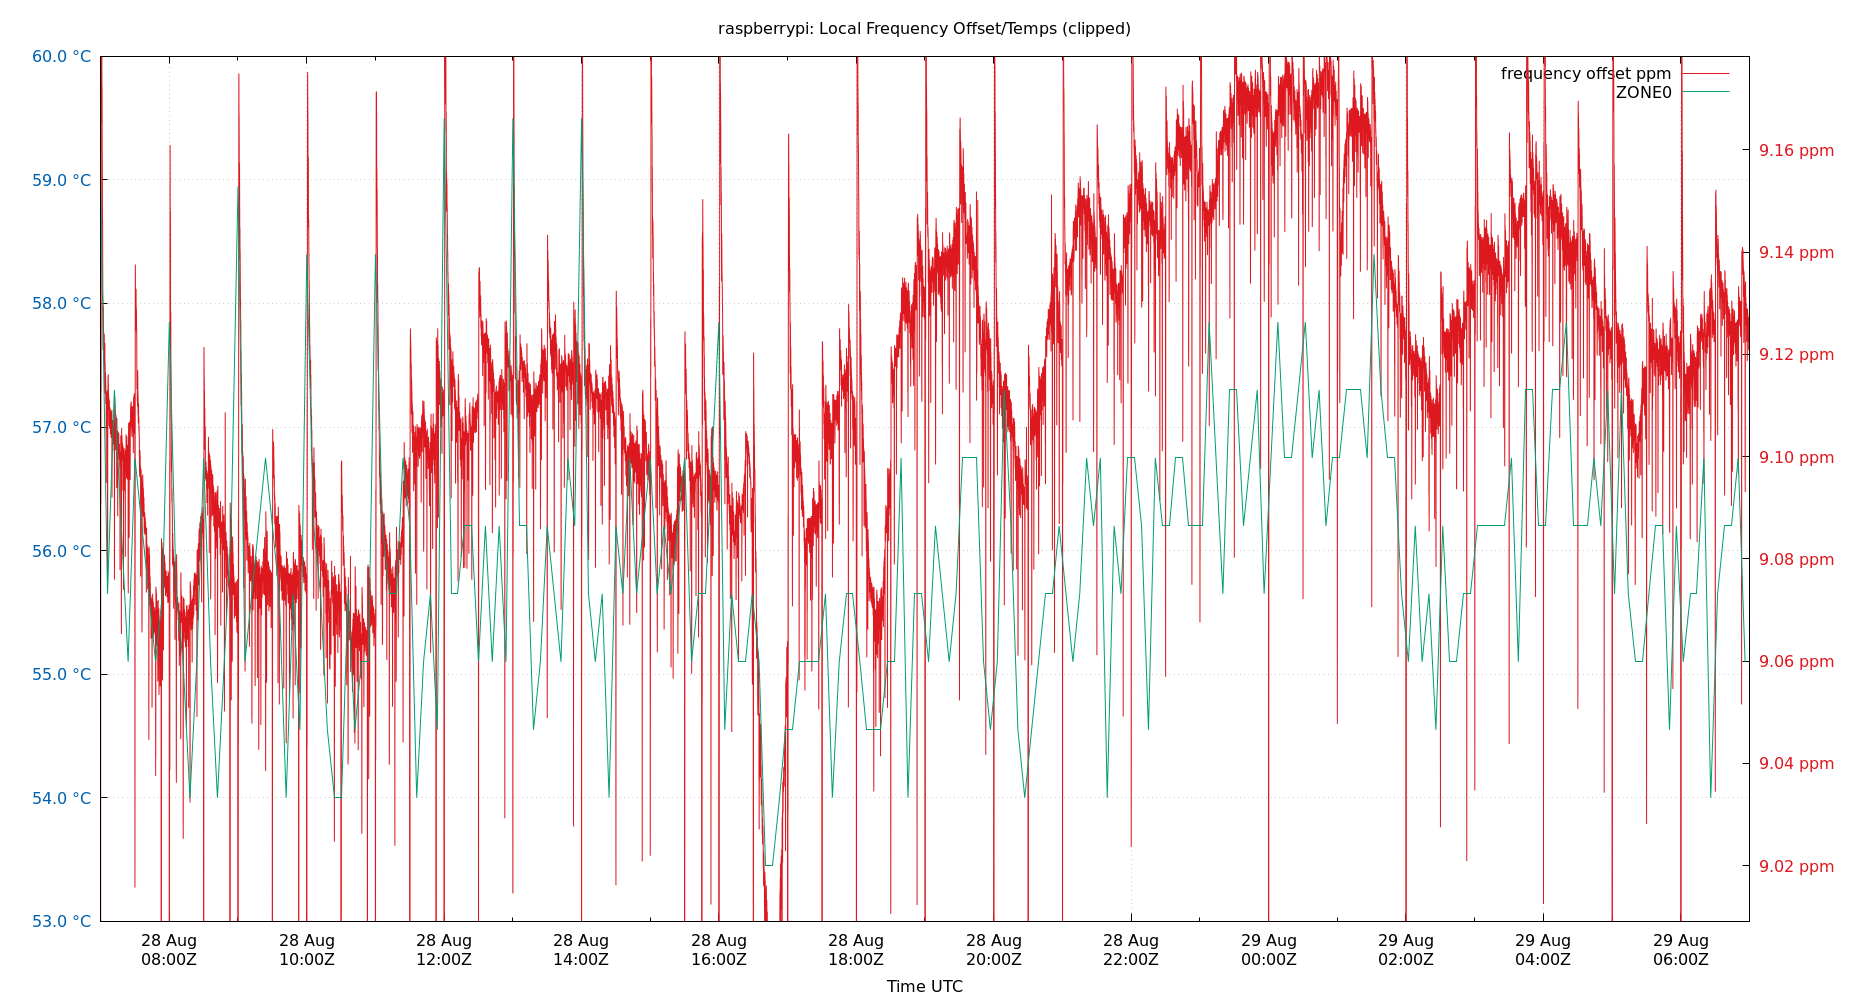 raspberrypi: Local Frequency Offset/Temps (clipped)
60.0 °C
59.0 °C
58.0 °C
57.0 °C
56.0 °C
55.0 °C
54.0 °C
53.0 °C
frequency offset ppm
ZONE0
9.16 ppm
9.14 ppm
9.12 ppm
9.10 ppm
9.08 ppm
9.06 ppm
9.04 ppm
9.02 ppm
28 Aug
08:00Z
28 Aug
10:00Z
28 Aug
12:00Z
28 Aug
14:00Z
28 Aug
16:00Z
28 Aug
18:00Z
28 Aug
20:00Z
28 Aug
22:00Z
29 Aug
00:00Z
29 Aug
02:00Z
29 Aug
04:00Z
29 Aug
06:00Z
Time UTC